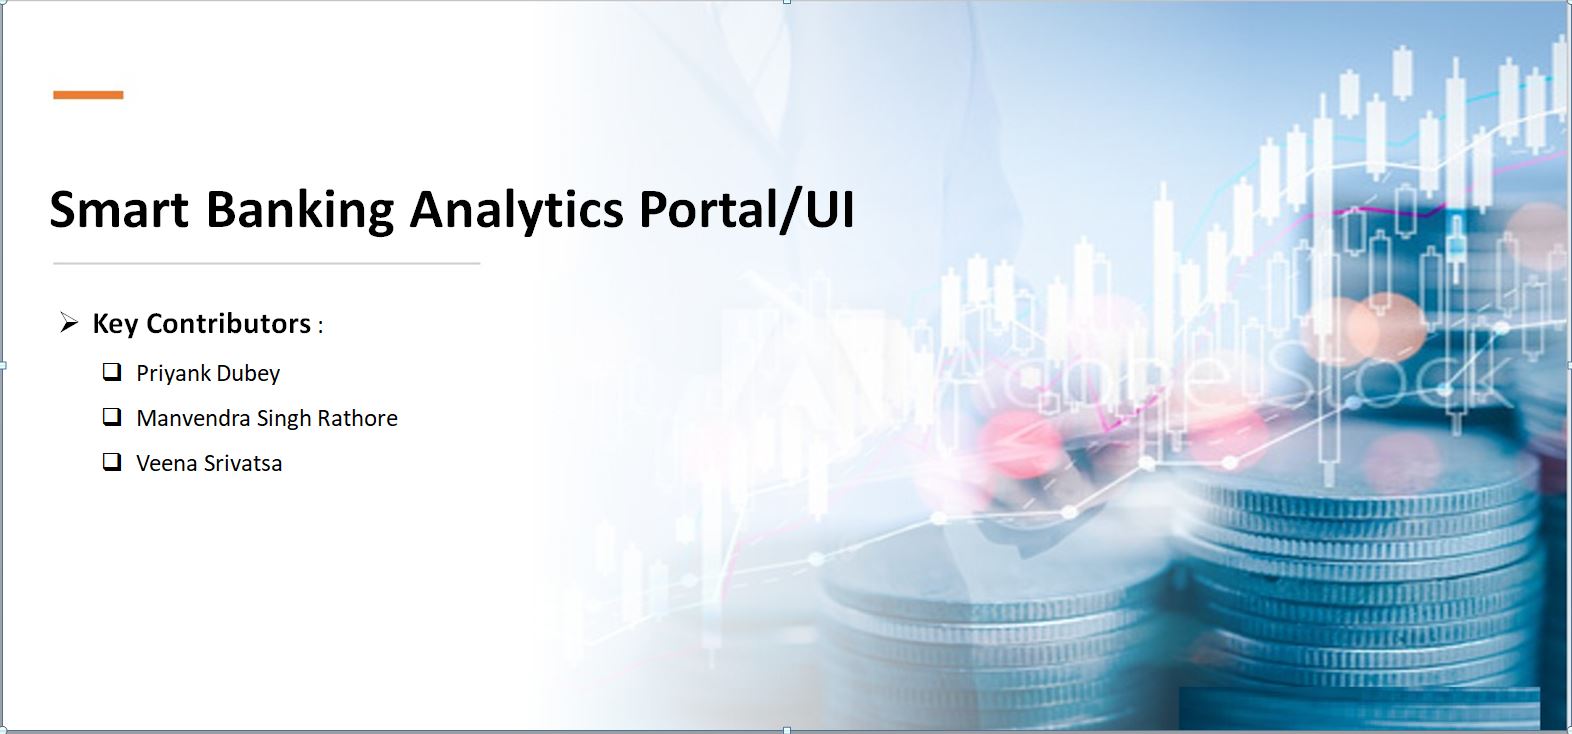 Smart Banking Analytics Portal/UI
Key Contributors :
Priyank Dubey
Manvendra Singh Rathore
Veena Srivatsa
Adobe Stock